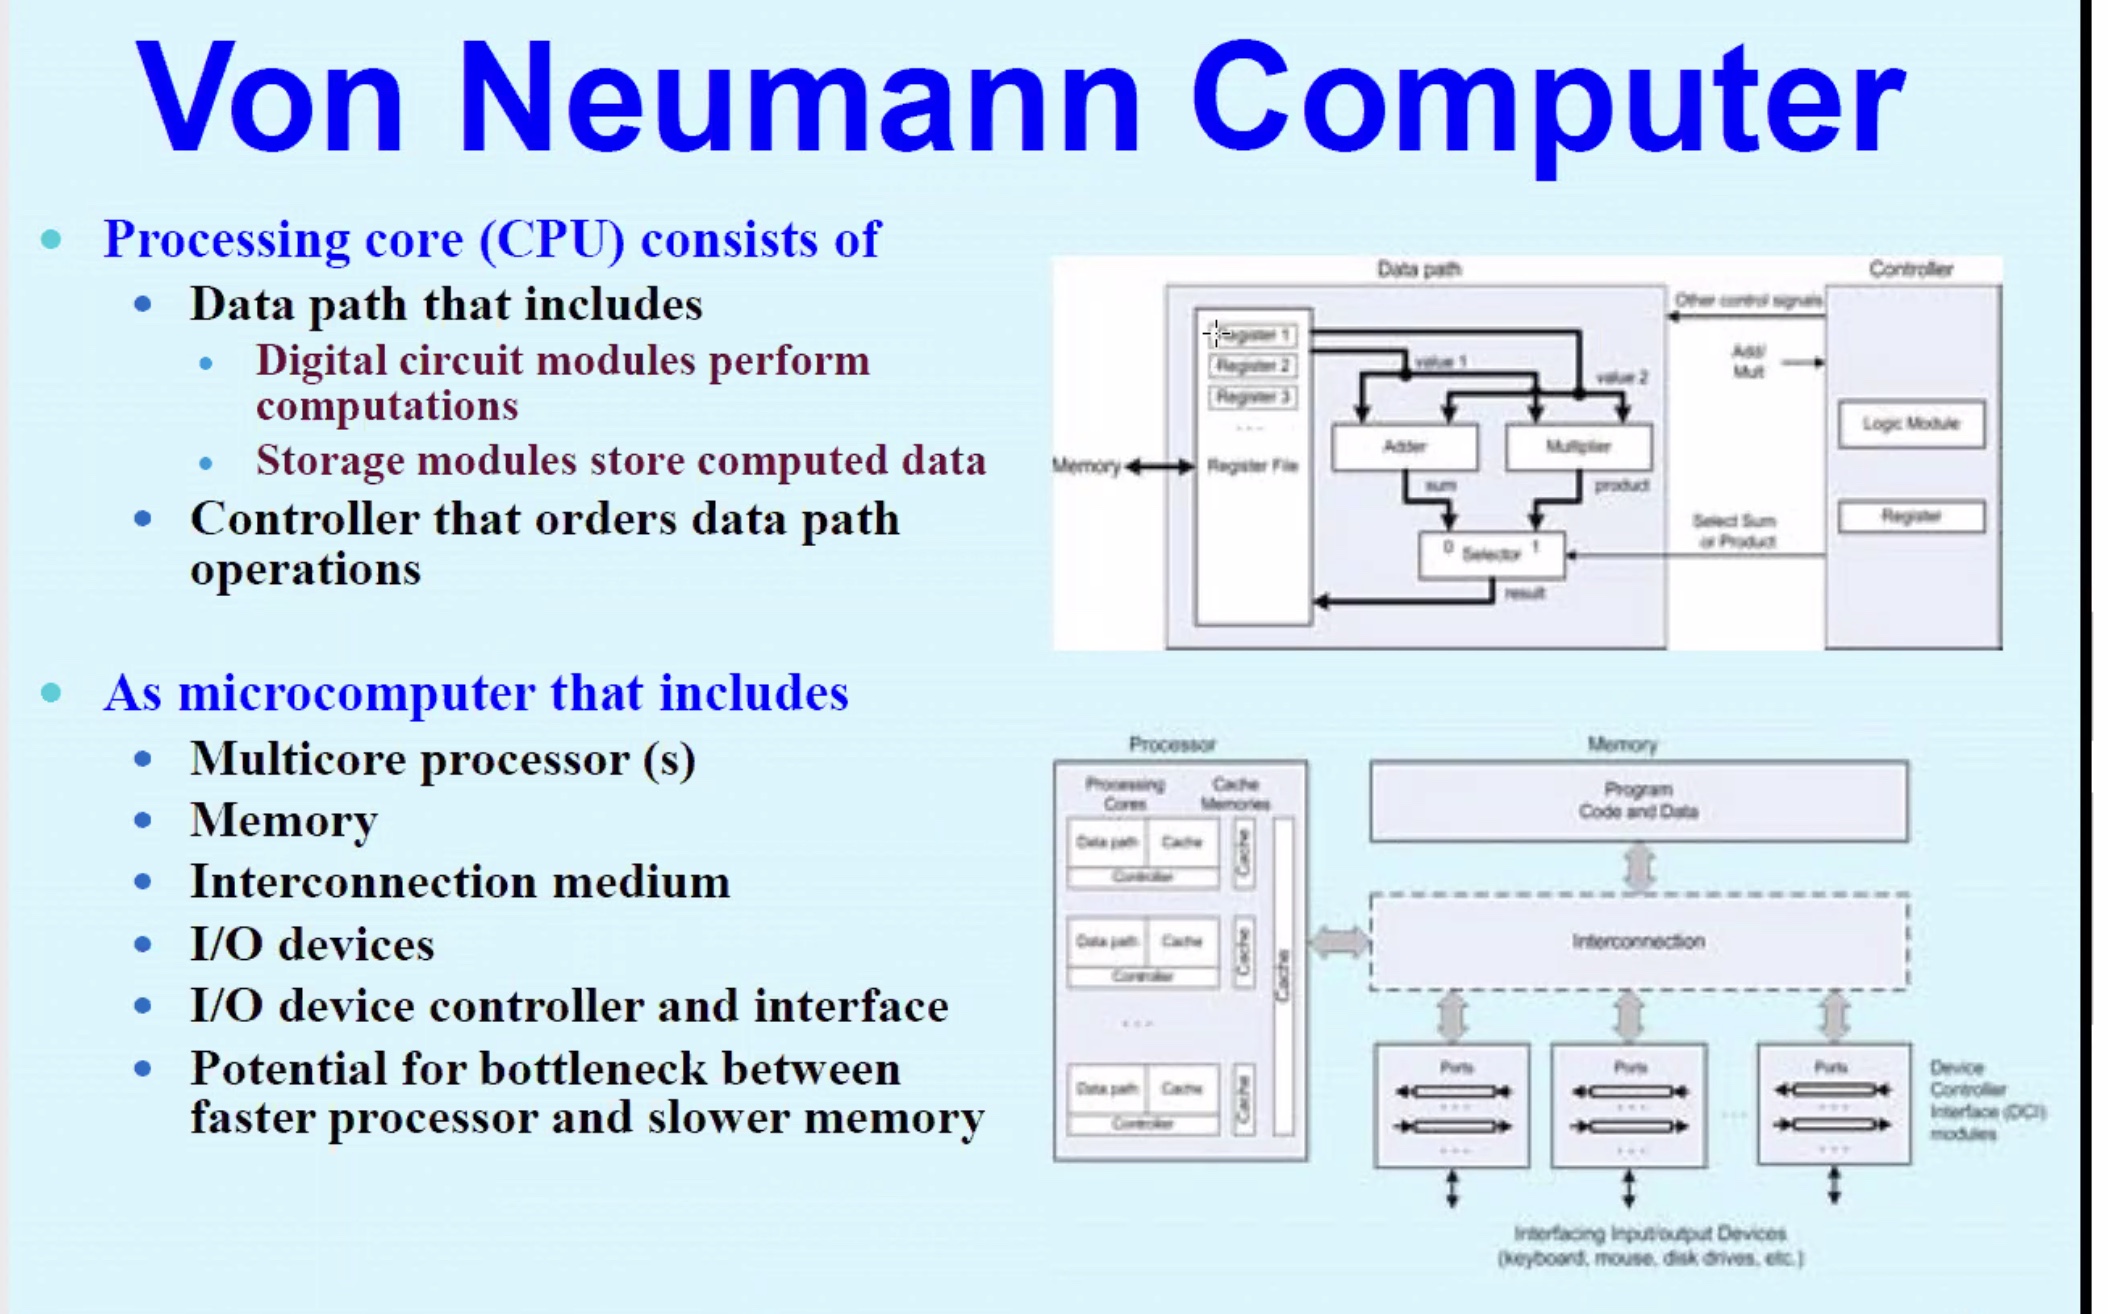 Von Neumann Computer
Processing core (CPU) consists of
Data path that includes
Digital circuit modules perform
computations
Storage modules store computed data
Controller that orders data path
operations
As microcomputer that includes
Multicore processor (s)
Memory
Interconnection medium
I/O devices
I/O device controller and interface
Potential for bottleneck between
faster processor and slower memory
Data path
Controller
Other control signals
Register 1
Register 2
Register 3
...
Register File
Memory
value 1
value 2
Adder
Multiplier
sum
product
0 Selector 1
result
Add/
Mult
Select Sum
or Product
Logic Module
Register
Processor
Processing
Cores
Cache
Memories
Data path Cache
Controller
Cache
Data path Cache
Controller
Cache
...
Data path Cache
Controller
Cache
Cache
Memory
Program
Code and Data
Interconnection
Ports
...
...
Ports
...
...
...
Ports
...
...
Device
Controller
Interface (DCI)
modules
Interfacing Input/output Devices
(keyboard, mouse, disk drives, etc.)